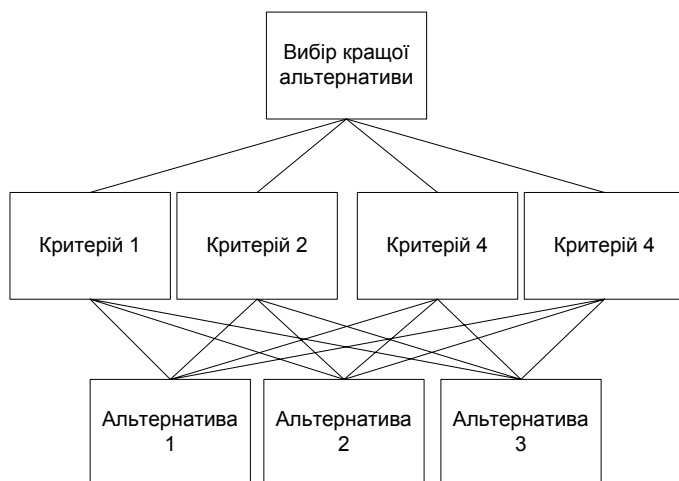 Вибір кращої
альтернативи
Критерій 1
Критерій 2
Критерій 4
Критерій 4
Альтернатива
1
Альтернатива
2
Альтернатива
3